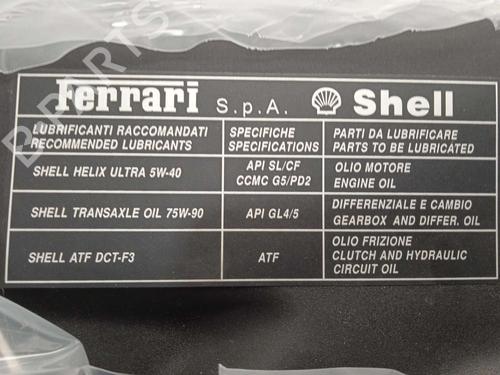 Ferrari S.p.A. Shell
LUBRIFICANTI RACCOMANDATI
RECOMMENDED LUBRICANTS
SPECIFICHE
SPECIFICATIONS
PARTI DA LUBRIFICARE
PARTS TO BE LUBRICATED
SHELL HELIX ULTRA 5W-40
API SL/CF
CCMC G5/PD2
OLIO MOTORE
ENGINE OIL
SHELL TRANSAXLE OIL 75W-90
API GL4/5
DIFFERENZIALE E CAMBIO
GEARBOX AND DIFFER. OIL
SHELL ATF DCT-F3
ATF
OLIO FRIZIONE
CLUTCH AND HYDRAULIC
CIRCUIT OIL
B-PARTS